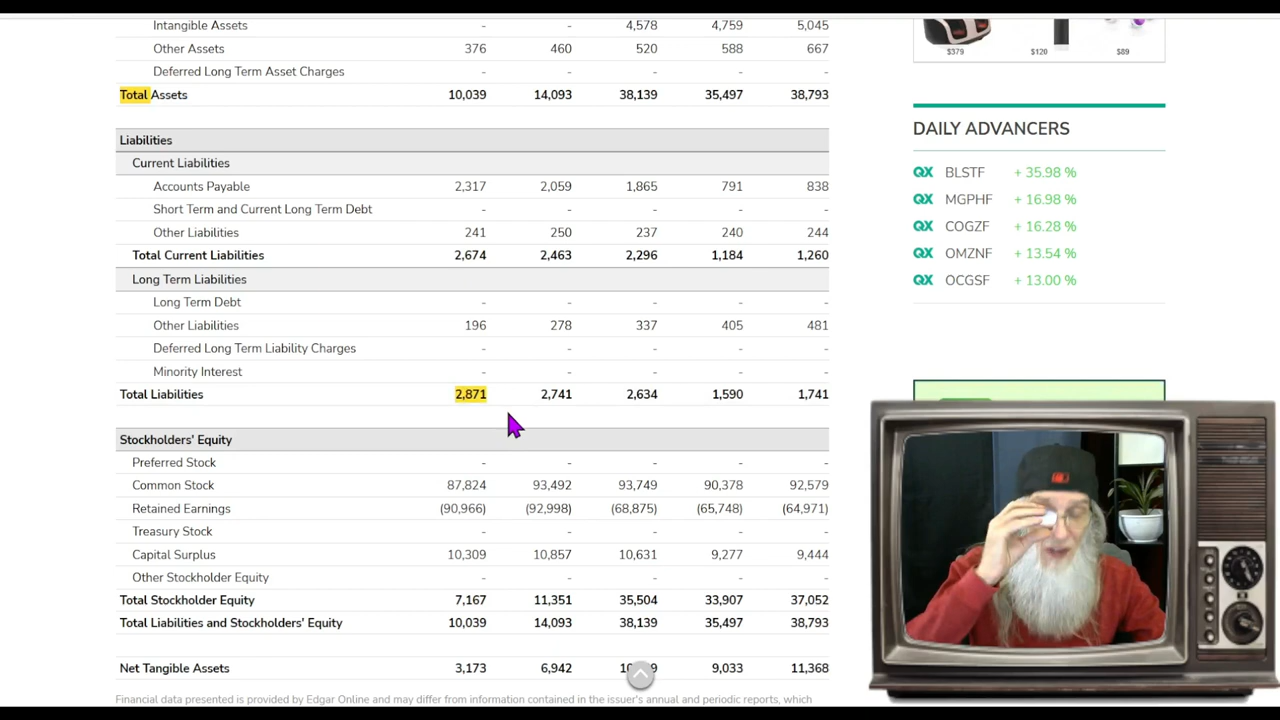 Intangible Assets - - 4,578 4,759 5,045
$379 $120 $89
Other Assets 376 460 520 588 667
Deferred Long Term Asset Charges - - - - -
Total Assets 10,039 14,093 38,139 35,497 38,793
Liabilities
Current Liabilities
Accounts Payable 2,317 2,059 1,865 791 838
Short Term and Current Long Term Debt - - - - -
Other Liabilities 241 250 237 240 244
Total Current Liabilities 2,674 2,463 2,296 1,184 1,260
Long Term Liabilities
Long Term Debt - - - - -
Other Liabilities 196 278 337 405 481
Deferred Long Term Liability Charges - - - - -
Minority Interest - - - - -
Total Liabilities 2,871 2,741 2,634 1,590 1,741
Stockholders' Equity
Preferred Stock - - - - -
Common Stock 87,824 93,492 93,749 90,378 92,579
Retained Earnings (90,966) (92,998) (68,875) (65,748) (64,971)
Treasury Stock - - - - -
Capital Surplus 10,309 10,857 10,631 9,277 9,444
Other Stockholder Equity - - - - -
Total Stockholder Equity 7,167 11,351 35,504 33,907 37,052
Total Liabilities and Stockholders' Equity 10,039 14,093 38,139 35,497 38,793
Net Tangible Assets 3,173 6,942 9,033 11,368
Financial data presented is provided by Edgar Online and may differ from information contained in the issuer's annual and periodic reports, which
DAILY ADVANCERS
QX BLSTF + 35.98 %
QX MGPHF + 16.98 %
QX COGZF + 16.28 %
QX OMZNF + 13.54 %
QX OCGSF + 13.00 %